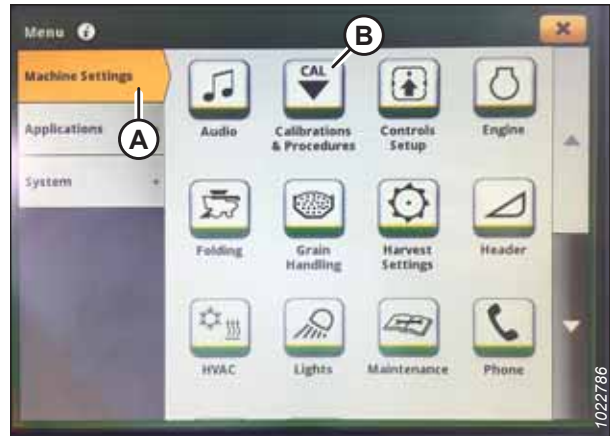 Menu i
B
Machine Settings
A
Applications
System
CAL
Audio
Calibrations
& Procedures
Controls
Setup
Engine
Folding
Grain
Handling
Harvest
Settings
Header
HVAC
Lights
Maintenance
Phone
1022786